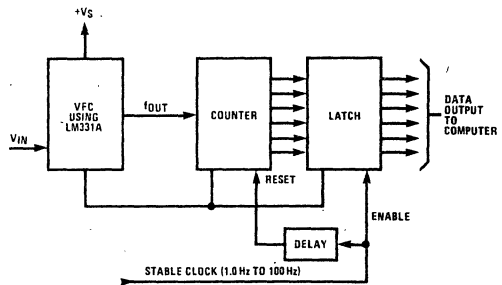 +VS
VFC
USING
LM331A
fOUT
VIN
COUNTER
LATCH
DATA
OUTPUT
TO
COMPUTER
RESET
ENABLE
DELAY
STABLE CLOCK (1.0 Hz TO 100 Hz)